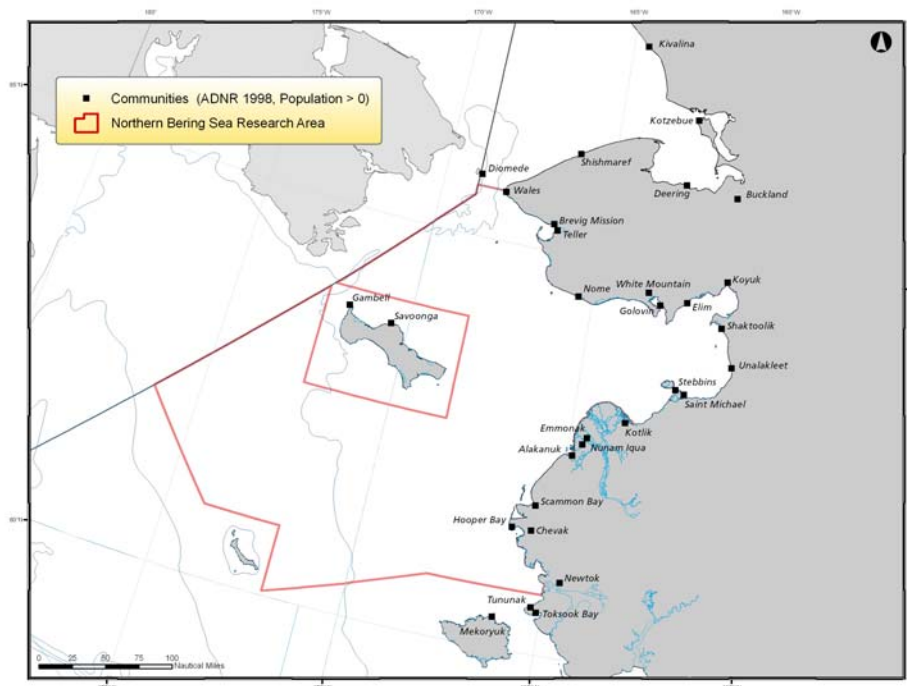 180°
175°W
170°W
165°W
160°W
Kivalina
65°N
Communities (ADNR 1998, Population > 0)
Northern Bering Sea Research Area
Kotzebue
Diomede
Shishmaref
Wales
Deering
Buckland
Brevig Mission
Teller
Gambell
Nome
White Mountain
Koyuk
Golovin
Elim
Savoonga
Shaktoolik
Unalakleet
Stebbins
Saint Michael
Emmonak
Kotlik
Alakanuk
Nunam Iqua
Scammon Bay
Hooper Bay
Chevak
Newtok
Tununak
Toksook Bay
Mekoryuk
0 25 50 100
Nautical Miles